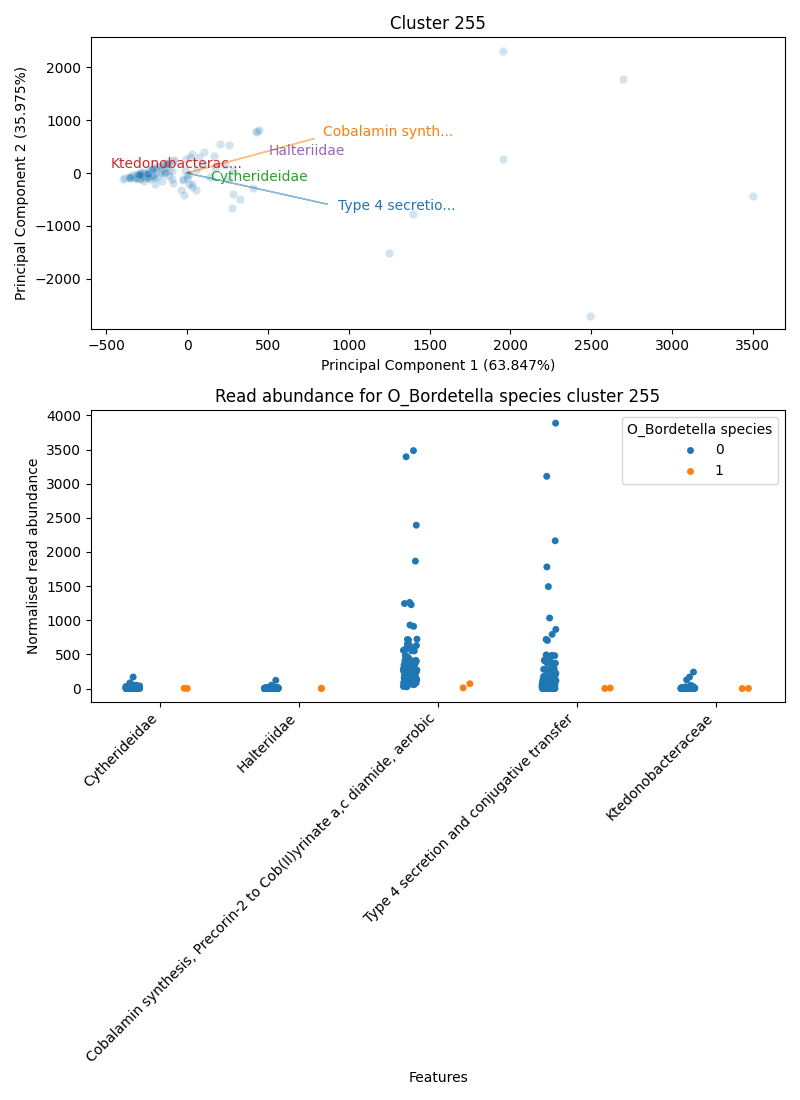 Cluster 255
Principal Component 2 (35.975%)
2000
1000
0
−1000
−2000
Cobalamin synth...
Halteriidae
Ktedonobacterac...
Cytherideidae
Type 4 secretio...
−500
0
500
1000
1500
2000
2500
3000
3500
Principal Component 1 (63.847%)
Read abundance for O_Bordetella species cluster 255
Normalised read abundance
4000
3500
3000
2500
2000
1500
1000
500
0
O_Bordetella species
0
1
Cytherideidae
Halteriidae
Cobalamin synthesis, Precorin-2 to Cob(II)yrinate a,c diamide, aerobic
Type 4 secretion and conjugative transfer
Ktedonobacteraceae
Features